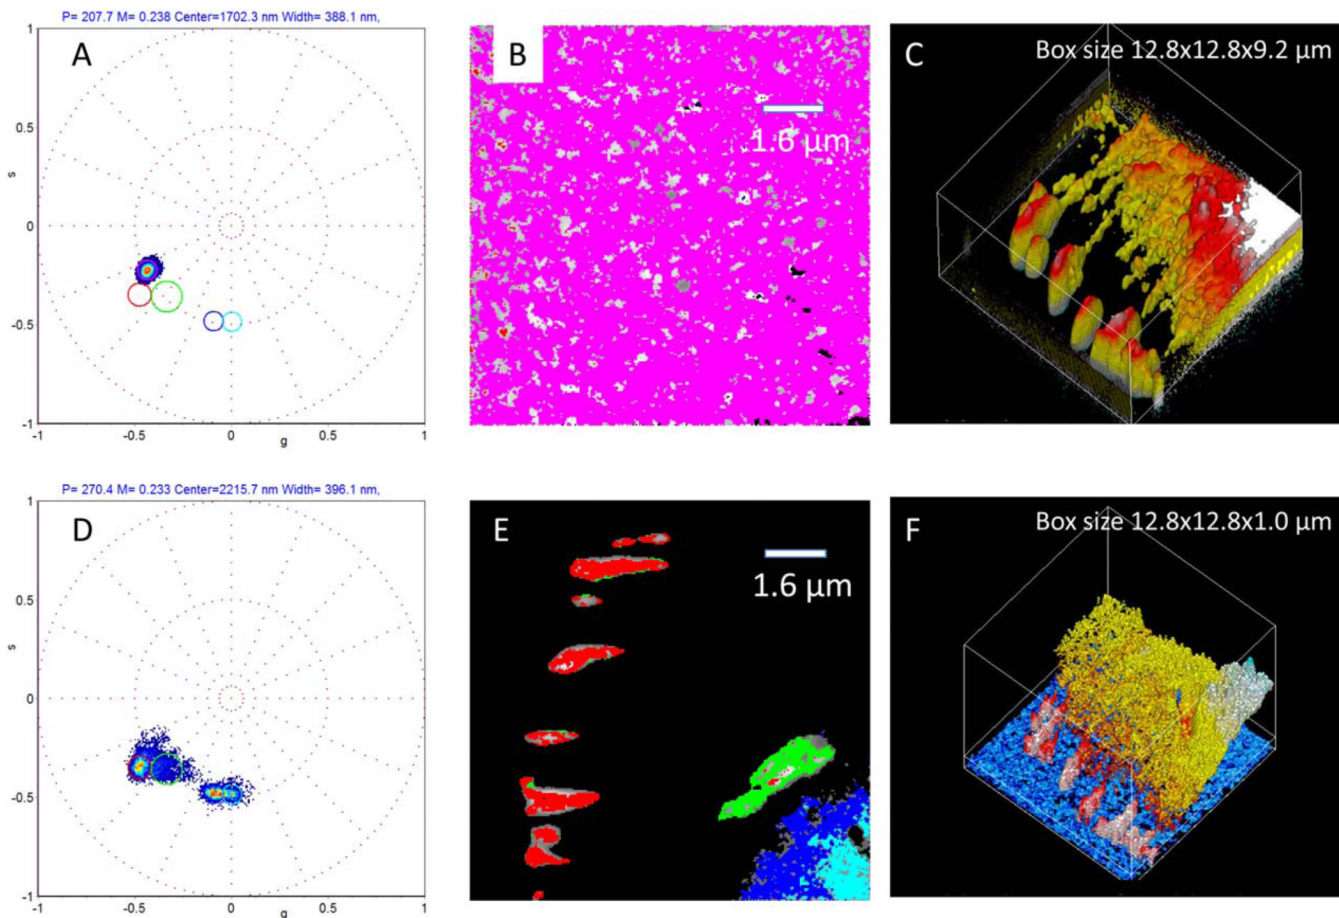 P= 207.7 M= 0.238 Center=1702.3 nm Width= 388.1 nm,
A
1
0.5
0
-0.5
-1
s
-1
-0.5
0
0.5
1
g
B
1.6 µm
C
Box size 12.8x12.8x9.2 µm
P= 270.4 M= 0.233 Center=2215.7 nm Width= 396.1 nm,
D
1
0.5
0
-0.5
-1
s
-1
-0.5
0
0.5
1
g
E
1.6 µm
F
Box size 12.8x12.8x1.0 µm